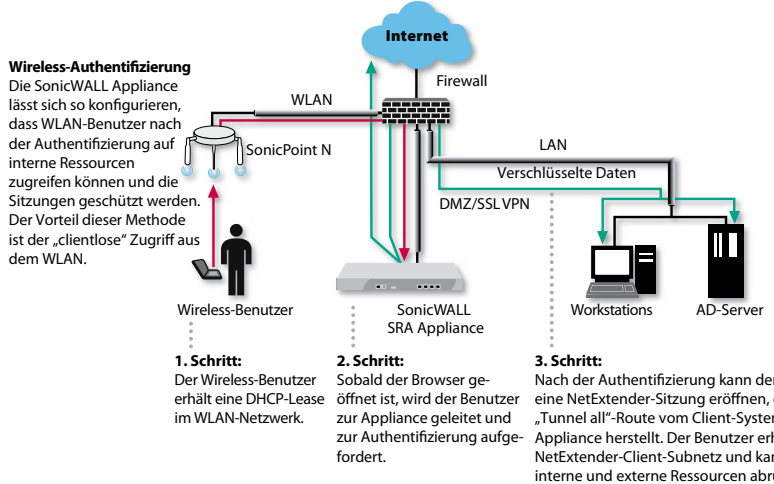 Internet
Firewall
Wireless-Authentifizierung
Die SonicWALL Appliance
lässt sich so konfigurieren,
dass WLAN-Benutzer nach
der Authentifizierung auf
interne Ressourcen
zugreifen können und die
Sitzungen geschützt werden.
Der Vorteil dieser Methode
ist der „clientlose“ Zugriff aus
dem WLAN.
WLAN
SonicPoint N
LAN
Verschlüsselte Daten
DMZ/SSL VPN
Wireless-Benutzer
SonicWALL
SRA Appliance
Workstations
AD-Server
1. Schritt:
Der Wireless-Benutzer
erhält eine DHCP-Lease
im WLAN-Netzwerk.
2. Schritt:
Sobald der Browser ge-
öffnet ist, wird der Benutzer
zur Appliance geleitet und
zur Authentifizierung aufge-
fordert.
3. Schritt:
Nach der Authentifizierung kann der
eine NetExtender-Sitzung eröffnen,
„Tunnel all“-Route vom Client-System
Appliance herstellt. Der Benutzer
NetExtender-Client-Subnetz und
interne und externe Ressourcen